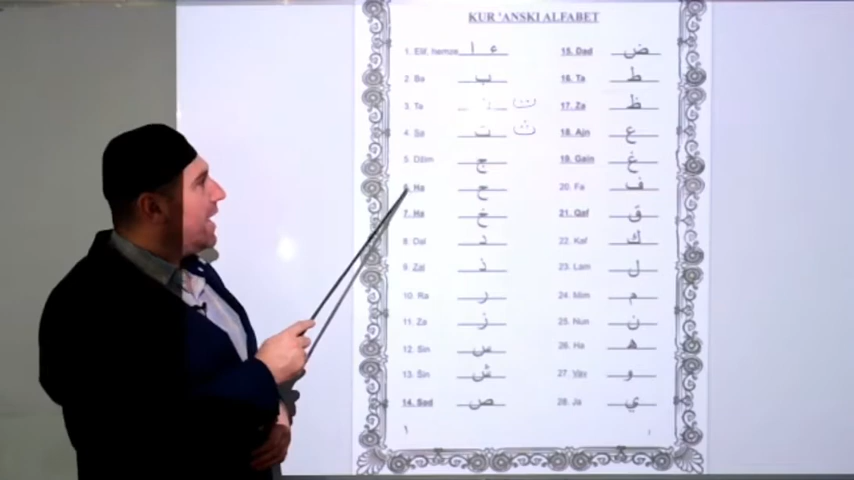 KUR 'ANSKI ALFABET
1. Elif, hemze ا ء
2. Ba ب
3. Ta ت
4. Sa ت ث
5. Džim ج
6. Ha ح
7. Ha خ
8. Dal د
9. Zal ذ
10. Ra ر
11. Za ز
12. Sin س
13. Šin ش
14. Sad ص
15. Dad ض
16. Ta ط
17. Za ظ
18. Ajn ع
19. Gain غ
20. Fa ف
21. Qaf ق
22. Kaf ك
23. Lam ل
24. Mim م
25. Nun ن
26. Ha ه
27. Vav و
28. Ja ي
١